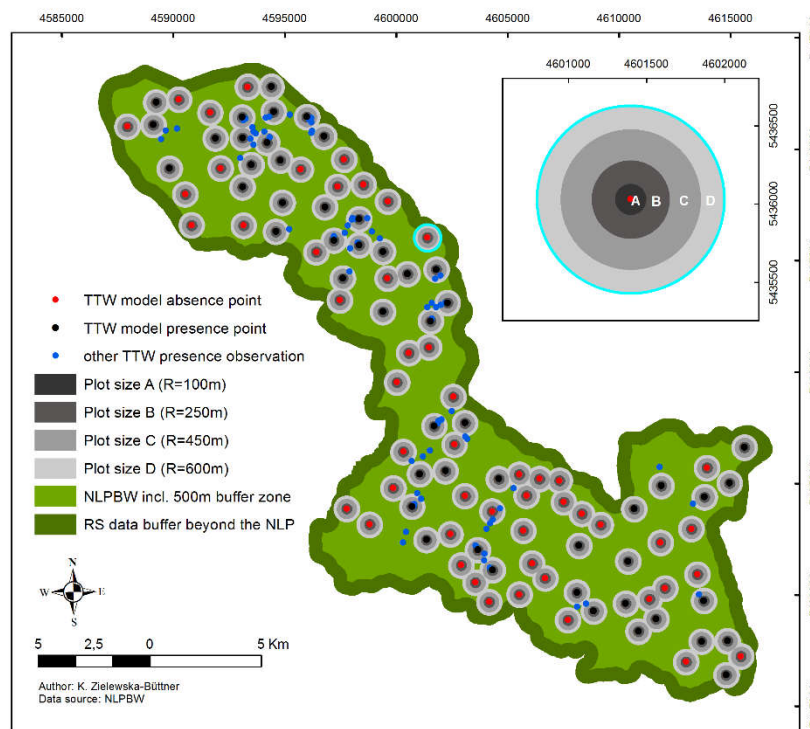 4585000 4590000 4595000 4600000 4605000 4610000 4615000
4601000 4601500 4602000
5436500
5436000
5435500
A B C D
TTW model absence point
TTW model presence point
other TTW presence observation
Plot size A (R=100m)
Plot size B (R=250m)
Plot size C (R=450m)
Plot size D (R=600m)
NLPBW incl. 500m buffer zone
RS data buffer beyond the NLP
N
W E
S
5 2,5 0 5 Km
Author: K. Zielewska-Büttner
Data source: NLPBW